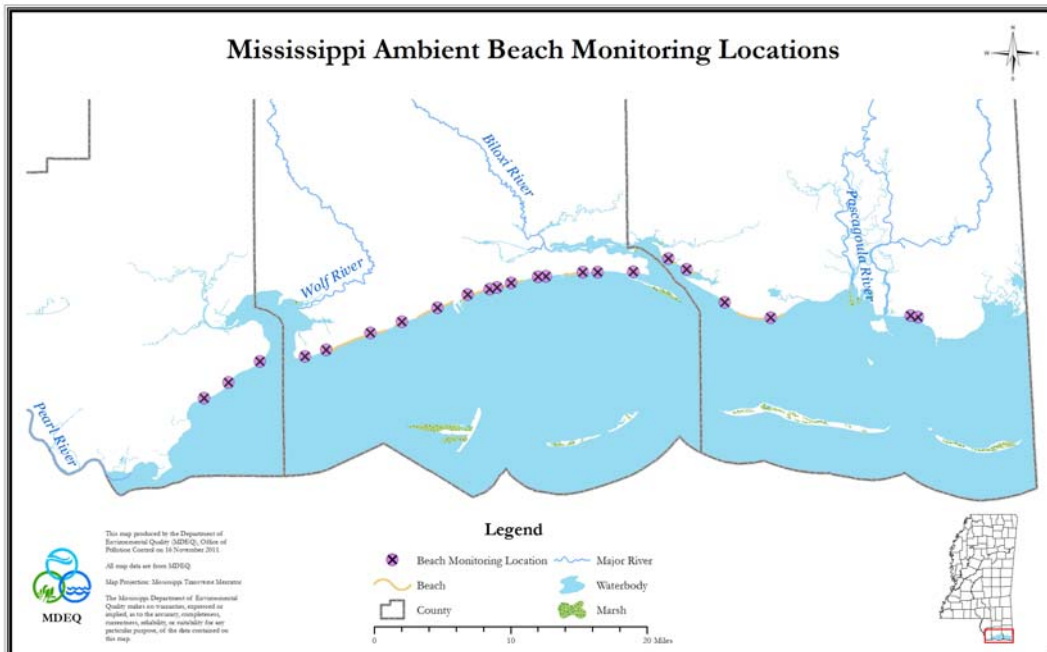 Mississippi Ambient Beach Monitoring Locations
N
W
E
S
Biloxi River
Wolf River
Pascagoula River
Pearl River
Legend
Beach Monitoring Location
Major River
Beach
Waterbody
County
Marsh
0
10
20 Miles
MDEQ
This map produced by the Department of
Environmental Quality (MDEQ), Office of
Pollution Control on 16 November 2011.
All map data are from MDEQ
Map Projection: Mississippi Transverse Mercator
The Mississippi Department of Environmental
Quality makes no warranties, expressed or
implied, as to the accuracy, completeness,
currentness, reliability, or suitability for any
particular purpose, of the data contained on
this map.